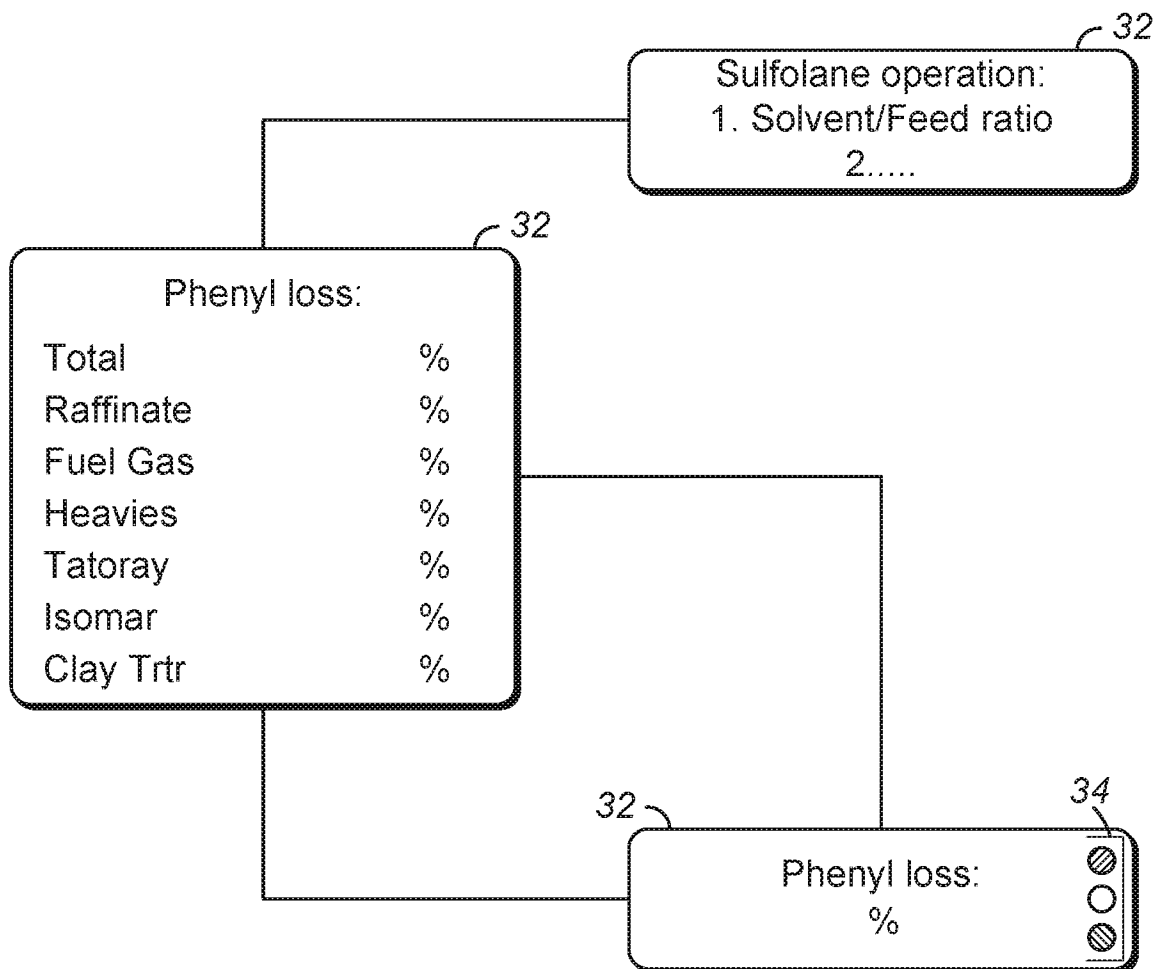 32
Sulfolane operation:
1. Solvent/Feed ratio
2.....
32
Phenyl loss:
Total %
Raffinate %
Fuel Gas %
Heavies %
Tatoray %
Isomar %
Clay Trtr %
32
34
Phenyl loss:
%